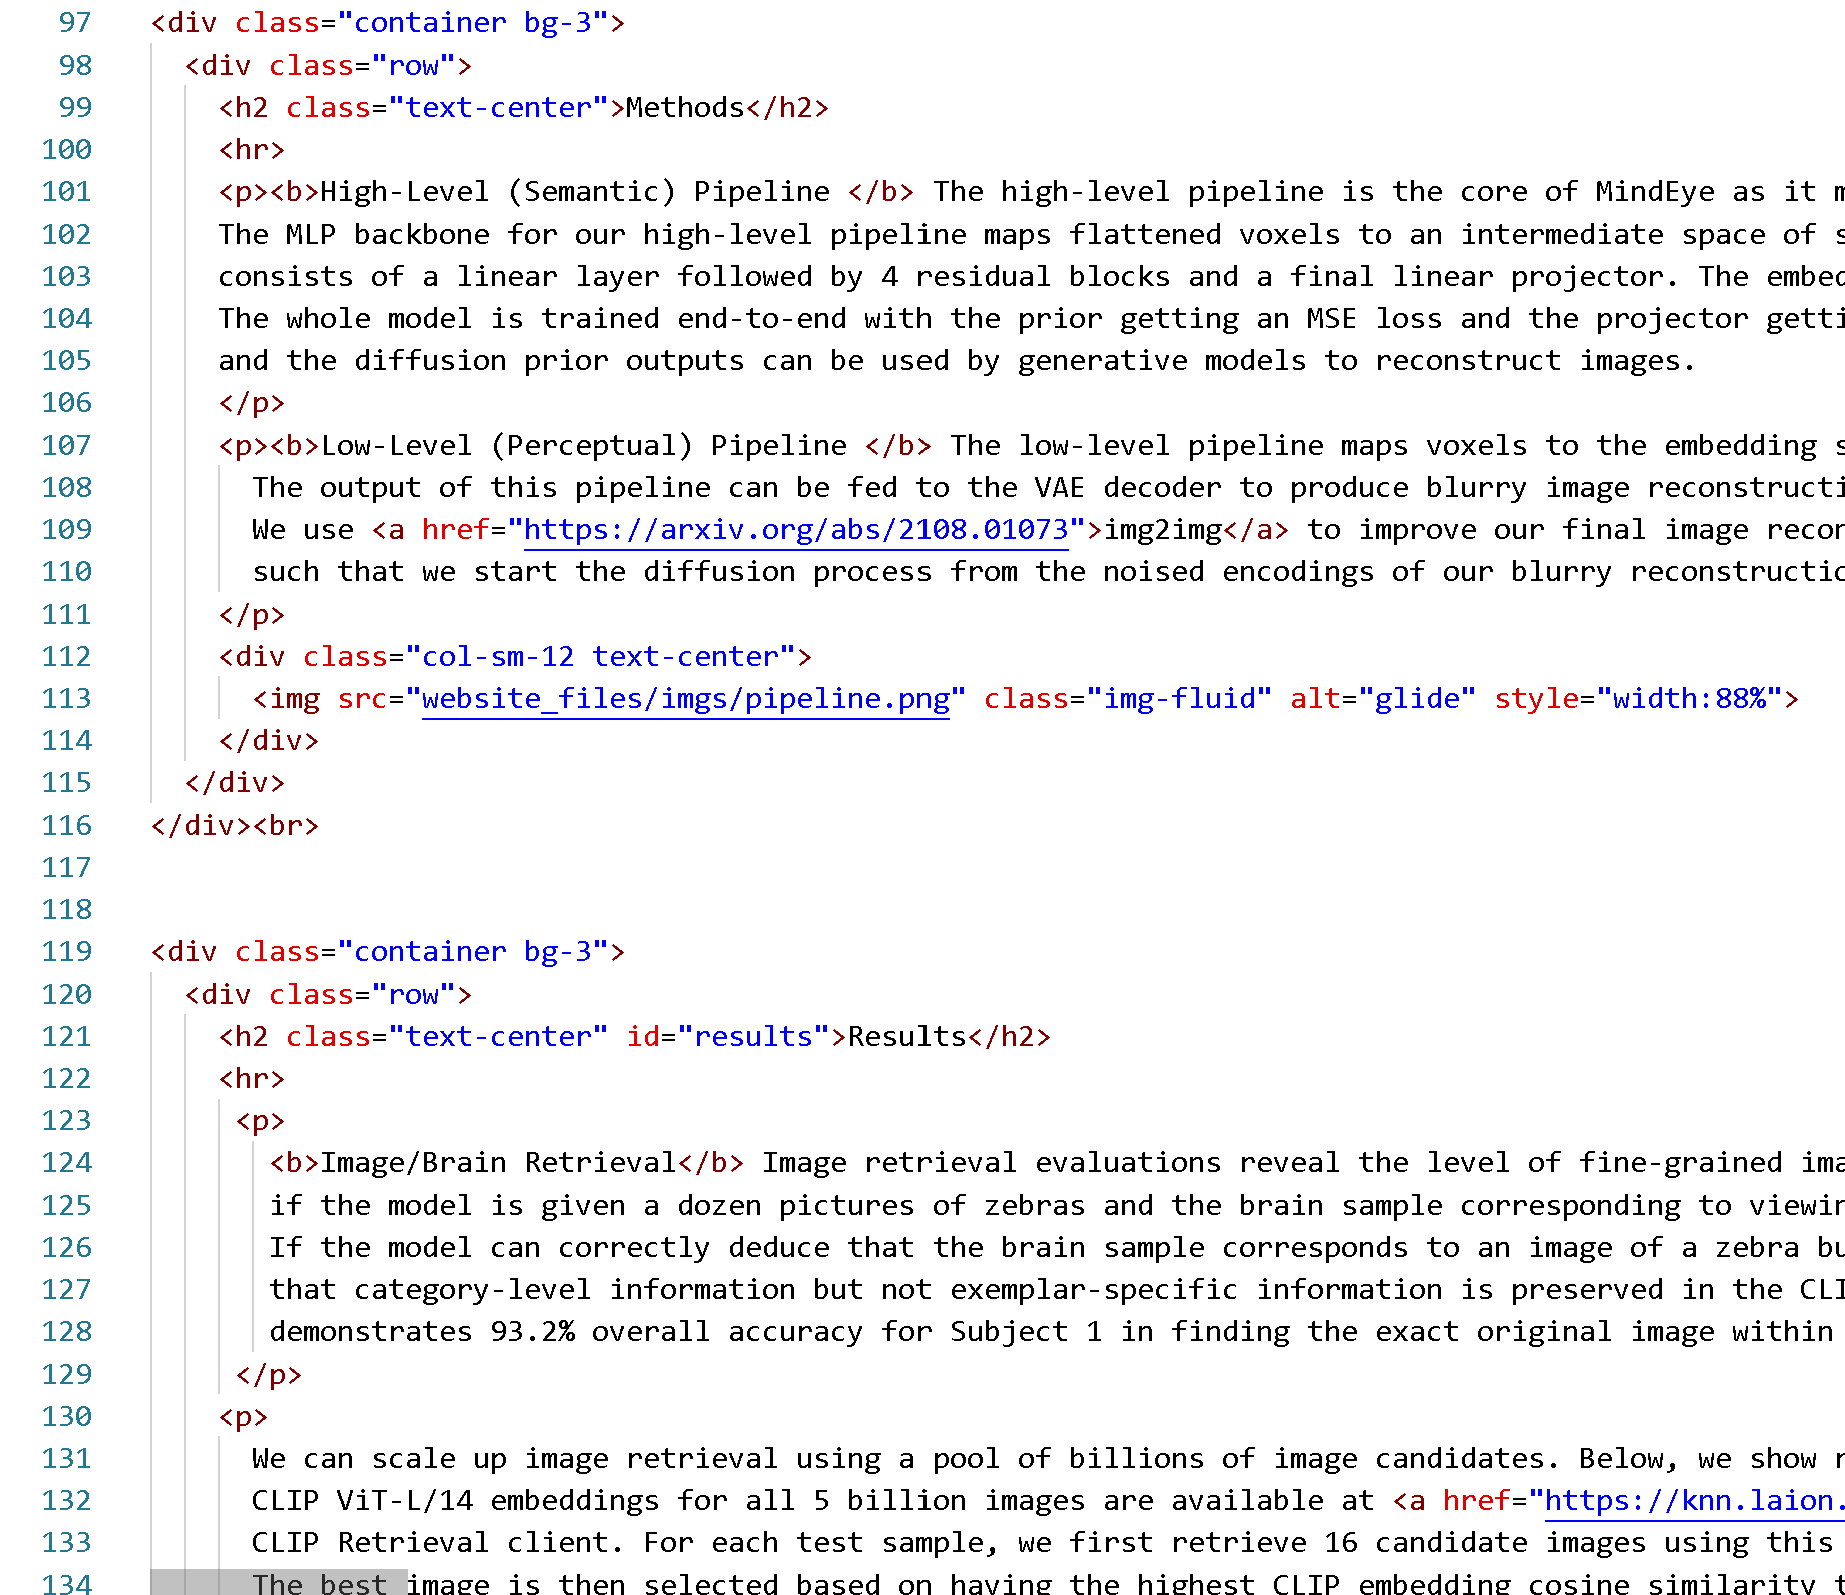 97 <div class="container bg-3">
98 <div class="row">
99 <h2 class="text-center">Methods</h2>
100 <hr>
101 <p><b>High-Level (Semantic) Pipeline </b> The high-level pipeline is the core of MindEye as it
102 The MLP backbone for our high-level pipeline maps flattened voxels to an intermediate space of
103 consists of a linear layer followed by 4 residual blocks and a final linear projector. The
104 The whole model is trained end-to-end with the prior getting an MSE loss and the projector
105 and the diffusion prior outputs can be used by generative models to reconstruct images.
106 </p>
107 <p><b>Low-Level (Perceptual) Pipeline </b> The low-level pipeline maps voxels to the embedding
108 The output of this pipeline can be fed to the VAE decoder to produce blurry image
109 We use <a href="https://arxiv.org/abs/2108.01073">img2img</a> to improve our final image
110 such that we start the diffusion process from the noised encodings of our blurry
111 </p>
112 <div class="col-sm-12 text-center">
113 <img src="website_files/imgs/pipeline.png" class="img-fluid" alt="glide" style="width:88%">
114 </div>
115 </div>
116 </div><br>
117
118
119 <div class="container bg-3">
120 <div class="row">
121 <h2 class="text-center" id="results">Results</h2>
122 <hr>
123 <p>
124 <b>Image/Brain Retrieval</b> Image retrieval evaluations reveal the level of fine-grained
125 if the model is given a dozen pictures of zebras and the brain sample corresponding to
126 If the model can correctly deduce that the brain sample corresponds to an image of a zebra
127 that category-level information but not exemplar-specific information is preserved in the
128 demonstrates 93.2% overall accuracy for Subject 1 in finding the exact original image within
129 </p>
130 <p>
131 We can scale up image retrieval using a pool of billions of image candidates. Below, we show
132 CLIP ViT-L/14 embeddings for all 5 billion images are available at <a href="https://knn.laion.
133 CLIP Retrieval client. For each test sample, we first retrieve 16 candidate images using this
134 The best image is then selected based on having the highest CLIP embedding cosine similarity